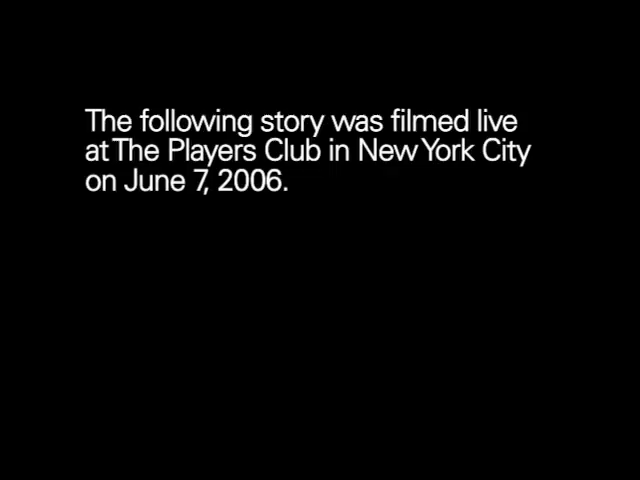 The following story was filmed live
at The Players Club in New York City
on June 7, 2006.